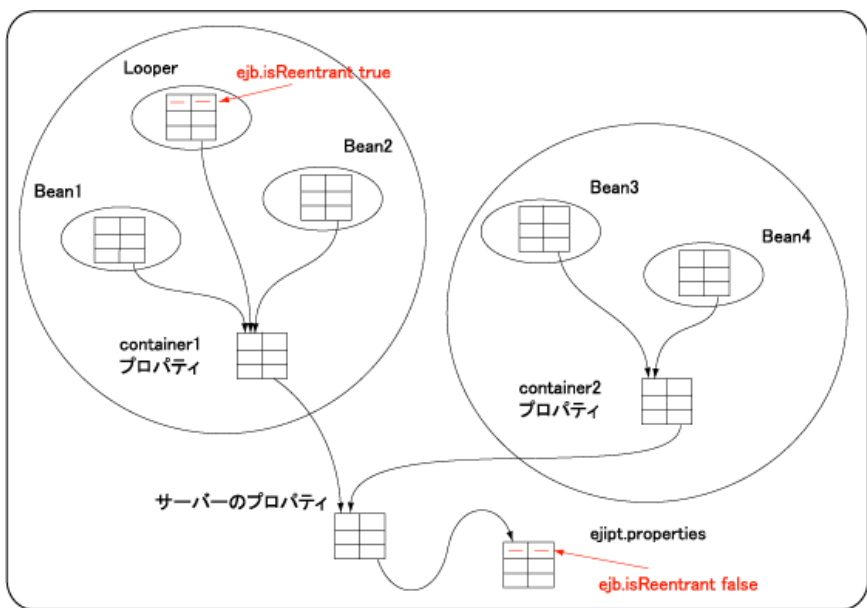 Looper
ejb.isReentrant true
Bean2
Bean1
Bean3
Bean4
container1
プロパティ
container2
プロパティ
サーバーのプロパティ
ejipt.properties
ejb.isReentrant false